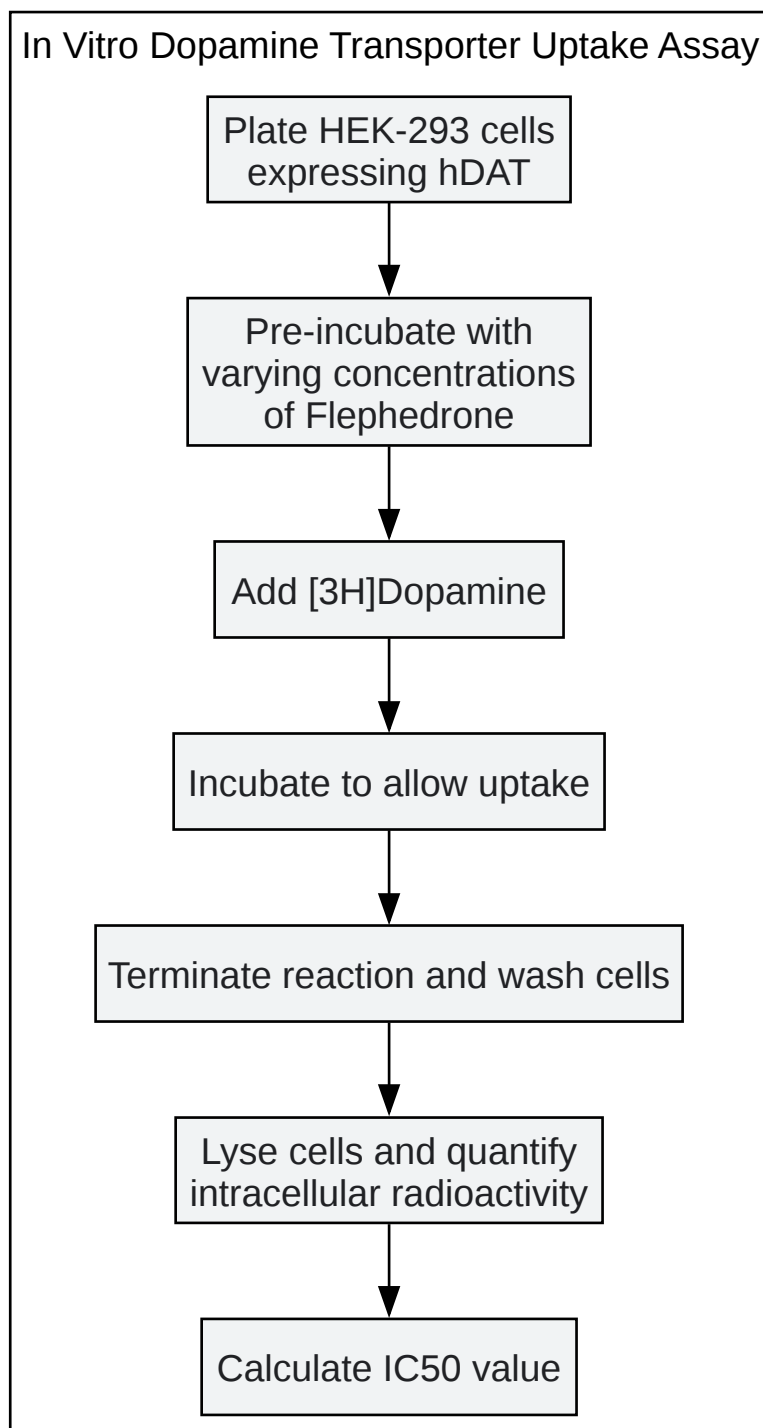 In Vitro Dopamine Transporter Uptake Assay
Plate HEK-293 cells
expressing hDAT
Pre-incubate with
varying concentrations
of Flephedrone
Add [3H]Dopamine
Incubate to allow uptake
Terminate reaction and wash cells
Lyse cells and quantify
intracellular radioactivity
Calculate IC50 value